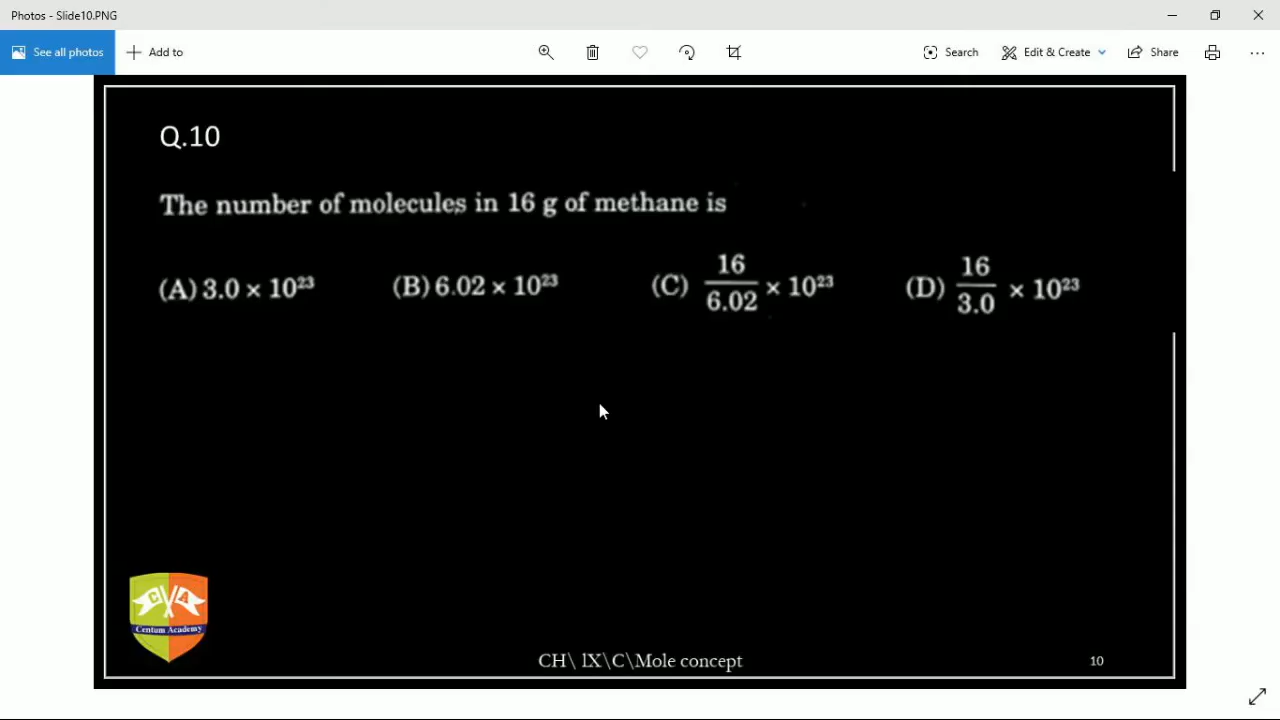 Photos - Slide10.PNG
See all photos Add to Search Edit & Create Share
Q.10
The number of molecules in 16 g of methane is
(A) 3.0 × 10²³ (B) 6.02 × 10²³ (C) 16/6.02 × 10²³ (D) 16/3.0 × 10²³
C A
Centum Academy
CH\ lX\C\Mole concept 10